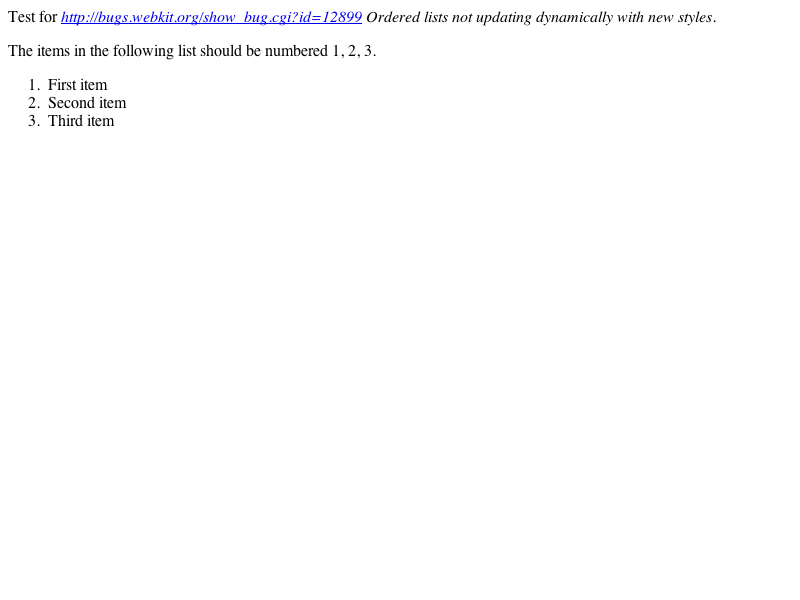 Test for http://bugs.webkit.org/show_bug.cgi?id=12899 Ordered lists not updating dynamically with new styles.
The items in the following list should be numbered 1, 2, 3.
1. First item
2. Second item
3. Third item